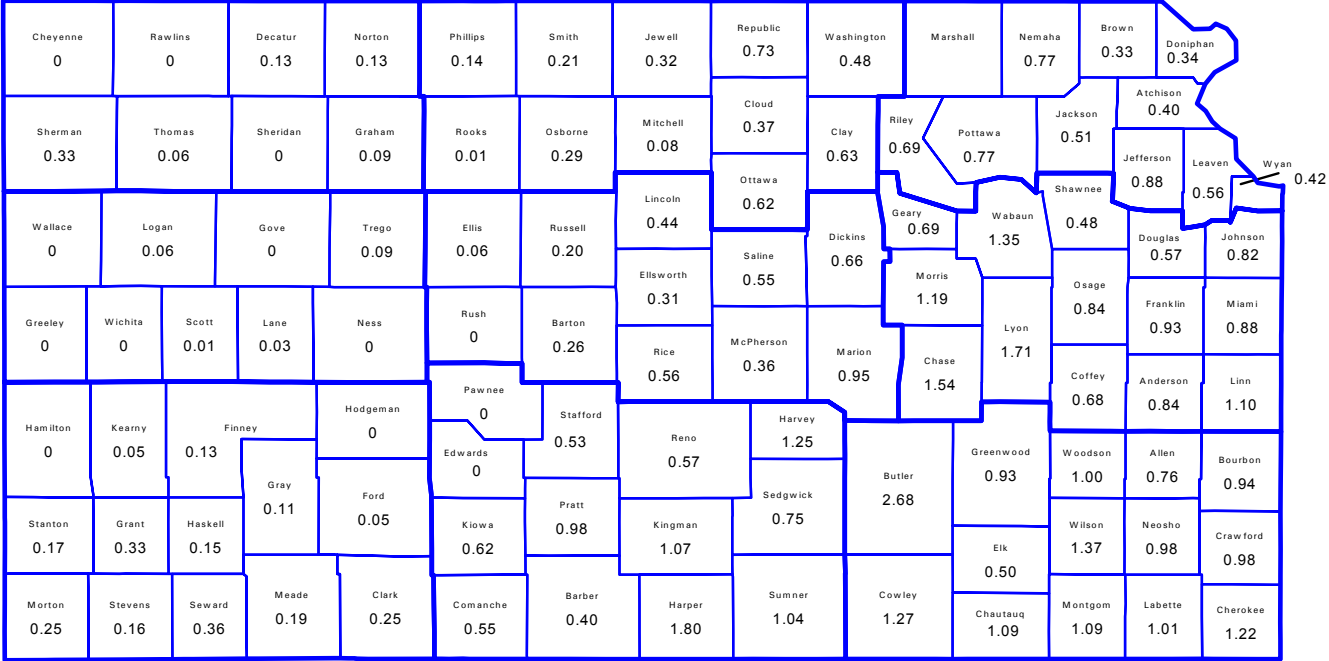 Cheyenne
0
Rawlins
0
Decatur
0.13
Norton
0.13
Phillips
0.14
Smith
0.21
Jewell
0.32
Republic
0.73
Washington
0.48
Marshall
Nemaha
0.77
Brown
0.33
Doniphan
0.34
Sherman
0.33
Thomas
0.06
Sheridan
0
Graham
0.09
Rooks
0.01
Osborne
0.29
Mitchell
0.08
Cloud
0.37
Clay
0.63
Riley
0.69
Pottawa
0.77
Jackson
0.51
Atchison
0.40
Jefferson
0.88
Leaven
0.56
Wyan
0.42
Ottawa
0.62
Wallace
0
Logan
0.06
Gove
0
Trego
0.09
Ellis
0.06
Russell
0.20
Lincoln
0.44
Saline
0.55
Dickins
0.66
Geary
0.69
Wabaun
1.35
Shawnee
0.48
Douglas
0.57
Johnson
0.82
Ellsworth
0.31
Morris
1.19
Osage
0.84
Franklin
0.93
Miami
0.88
Greeley
0
Wichita
0
Scott
0.01
Lane
0.03
Ness
0
Rush
0
Barton
0.26
Rice
0.56
McPherson
0.36
Marion
0.95
Chase
1.54
Lyon
1.71
Coffey
0.68
Anderson
0.84
Linn
1.10
Hamilton
0
Kearny
0.05
Finney
0.13
Hodgeman
0
Pawnee
0
Stafford
0.53
Edwards
0
Reno
0.57
Harvey
1.25
Butler
2.68
Greenwood
0.93
Woodson
1.00
Allen
0.76
Bourbon
0.94
Gray
0.11
Ford
0.05
Pratt
0.98
Sedgwick
0.75
Stanton
0.17
Grant
0.33
Haskell
0.15
Kiowa
0.62
Kingman
1.07
Elk
0.50
Wilson
1.37
Neosho
0.98
Crawford
0.98
Morton
0.25
Stevens
0.16
Seward
0.36
Meade
0.19
Clark
0.25
Comanche
0.55
Barber
0.40
Harper
1.80
Sumner
1.04
Cowley
1.27
Chautauq
1.09
Montgom
1.09
Labette
1.01
Cherokee
1.22